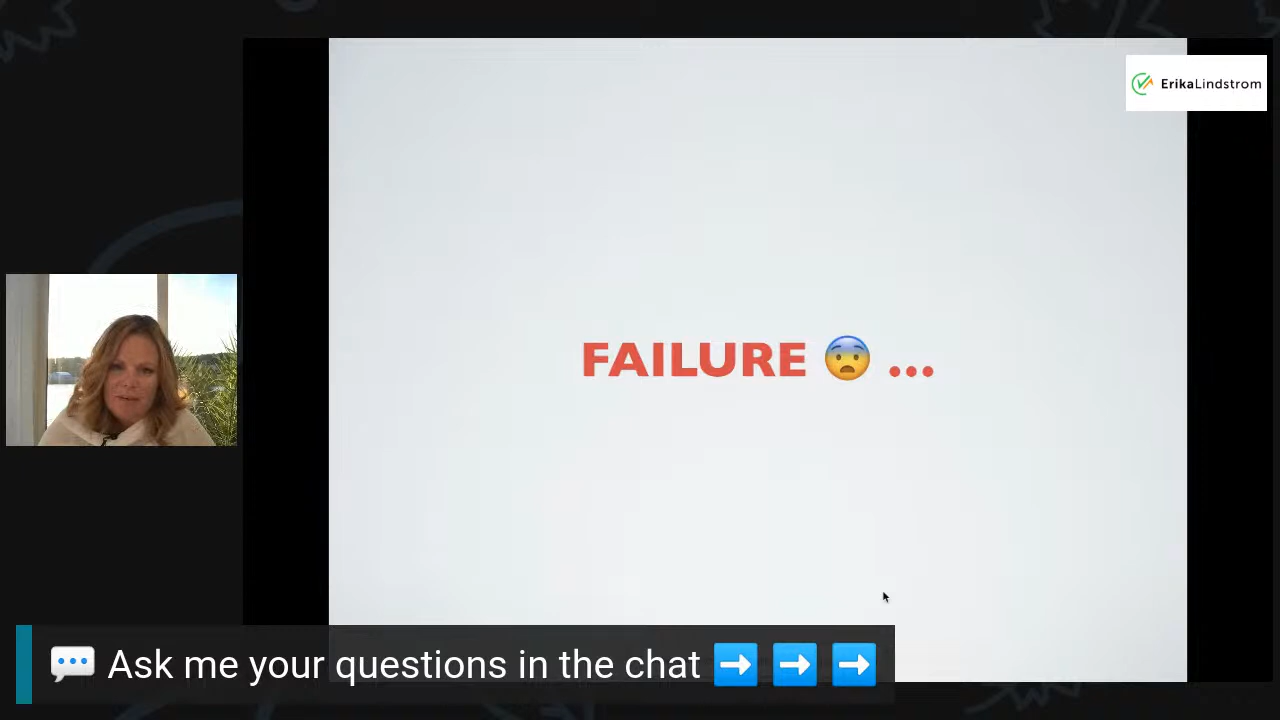 ErikaLindstrom
FAILURE 😨 ...
💬 Ask me your questions in the chat ➡️ ➡️ ➡️